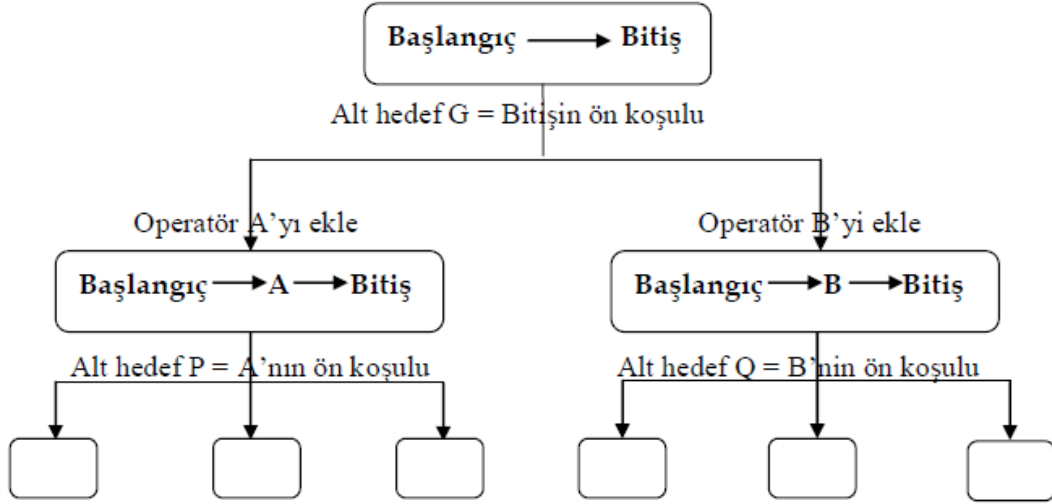 Başlangıç Bitiş
Alt hedef G = Bitişin ön koşulu
Operatör A’yı ekle
Operatör B’yi ekle
Başlangıç A Bitiş
Başlangıç B Bitiş
Alt hedef P = A’nın ön koşulu
Alt hedef Q = B’nin ön koşulu